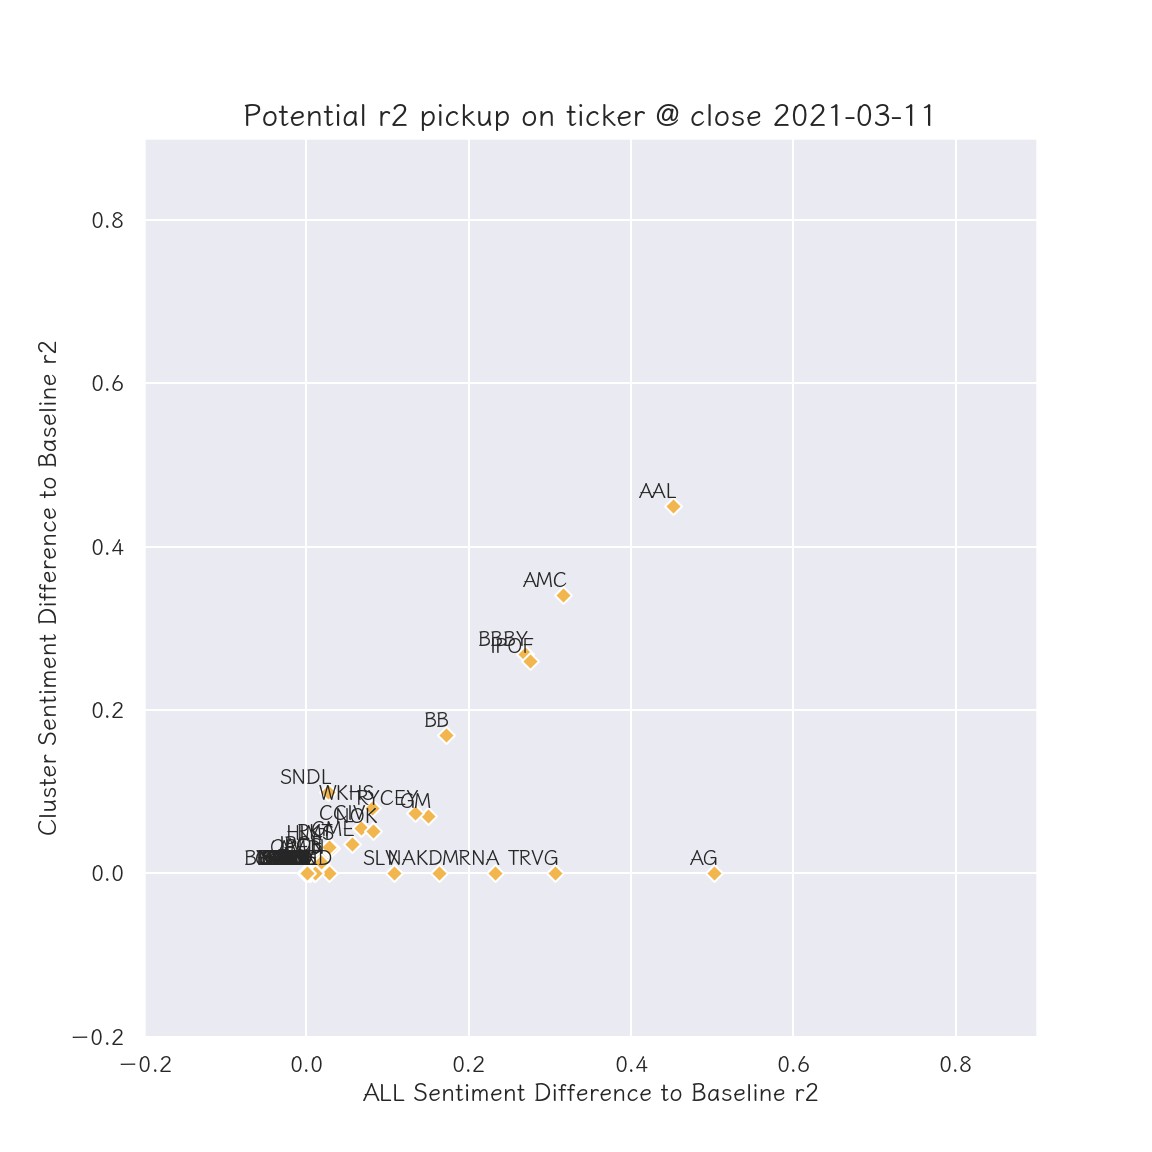 Potential r2 pickup on ticker @ close 2021-03-11
0.8
0.6
0.4
0.2
0.0
−0.2
−0.2 0.0 0.2 0.4 0.6 0.8
Cluster Sentiment Difference to Baseline r2
ALL Sentiment Difference to Baseline r2
AAL
AMC
BBBY
IPOF
BB
SNDL
WKHS
RYCEY
GM
CCIV
NOK
GME
SLV
NAKD
MRNA
TRVG
AG